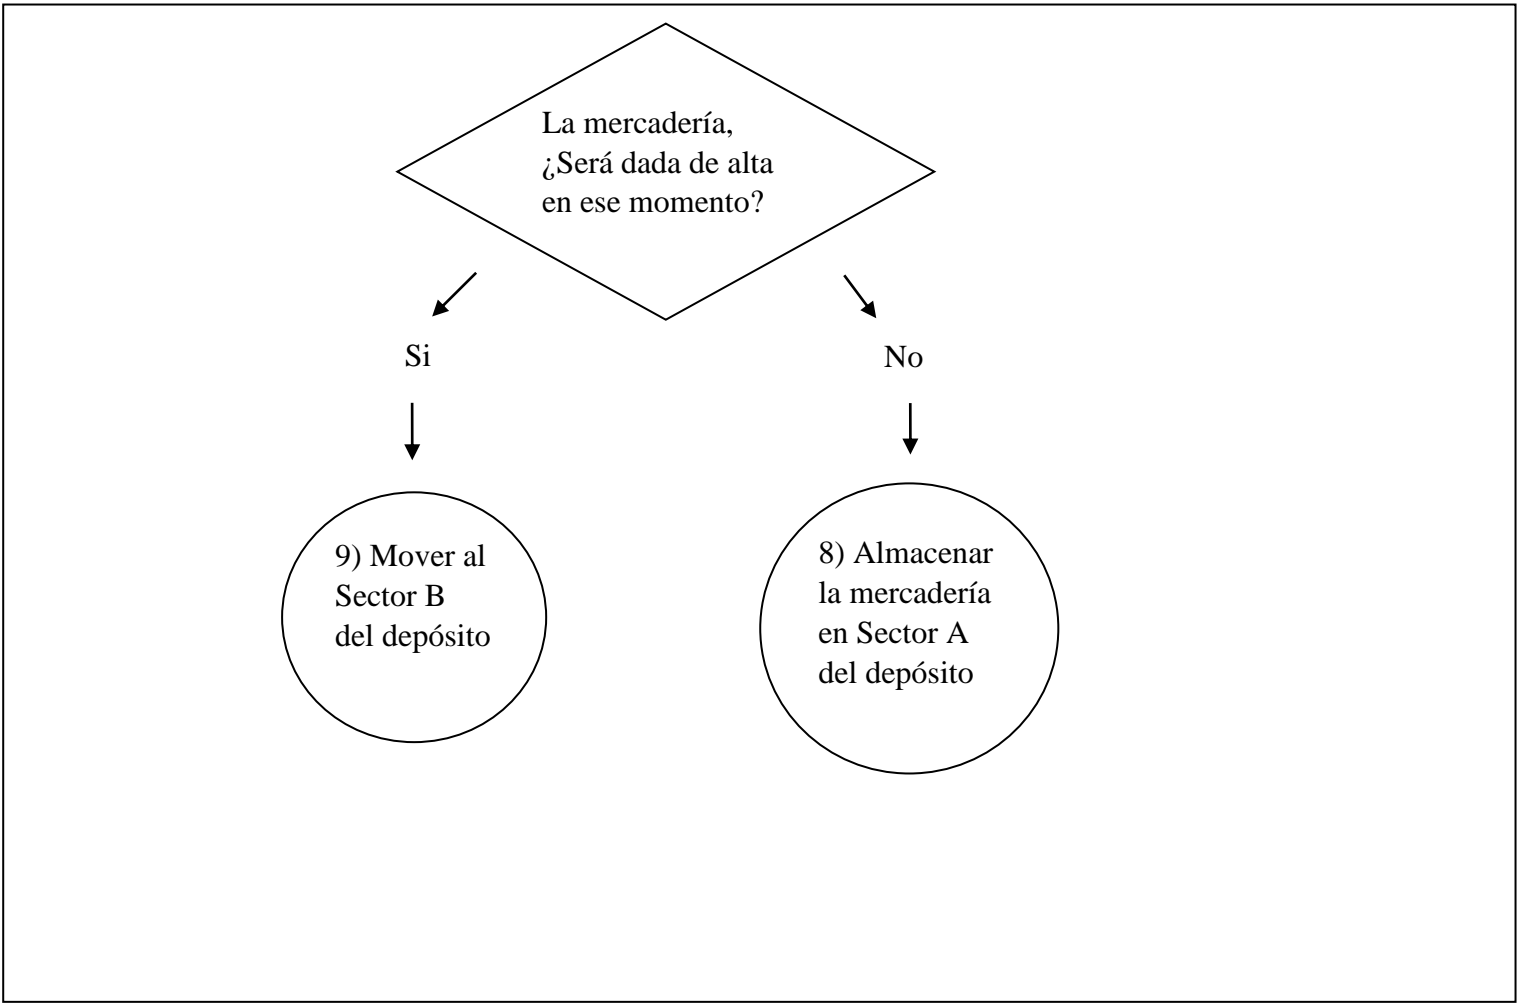 La mercadería,
¿Será dada de alta
en ese momento?
Si
No
9) Mover al
Sector B
del depósito
8) Almacenar
la mercadería
en Sector A
del depósito